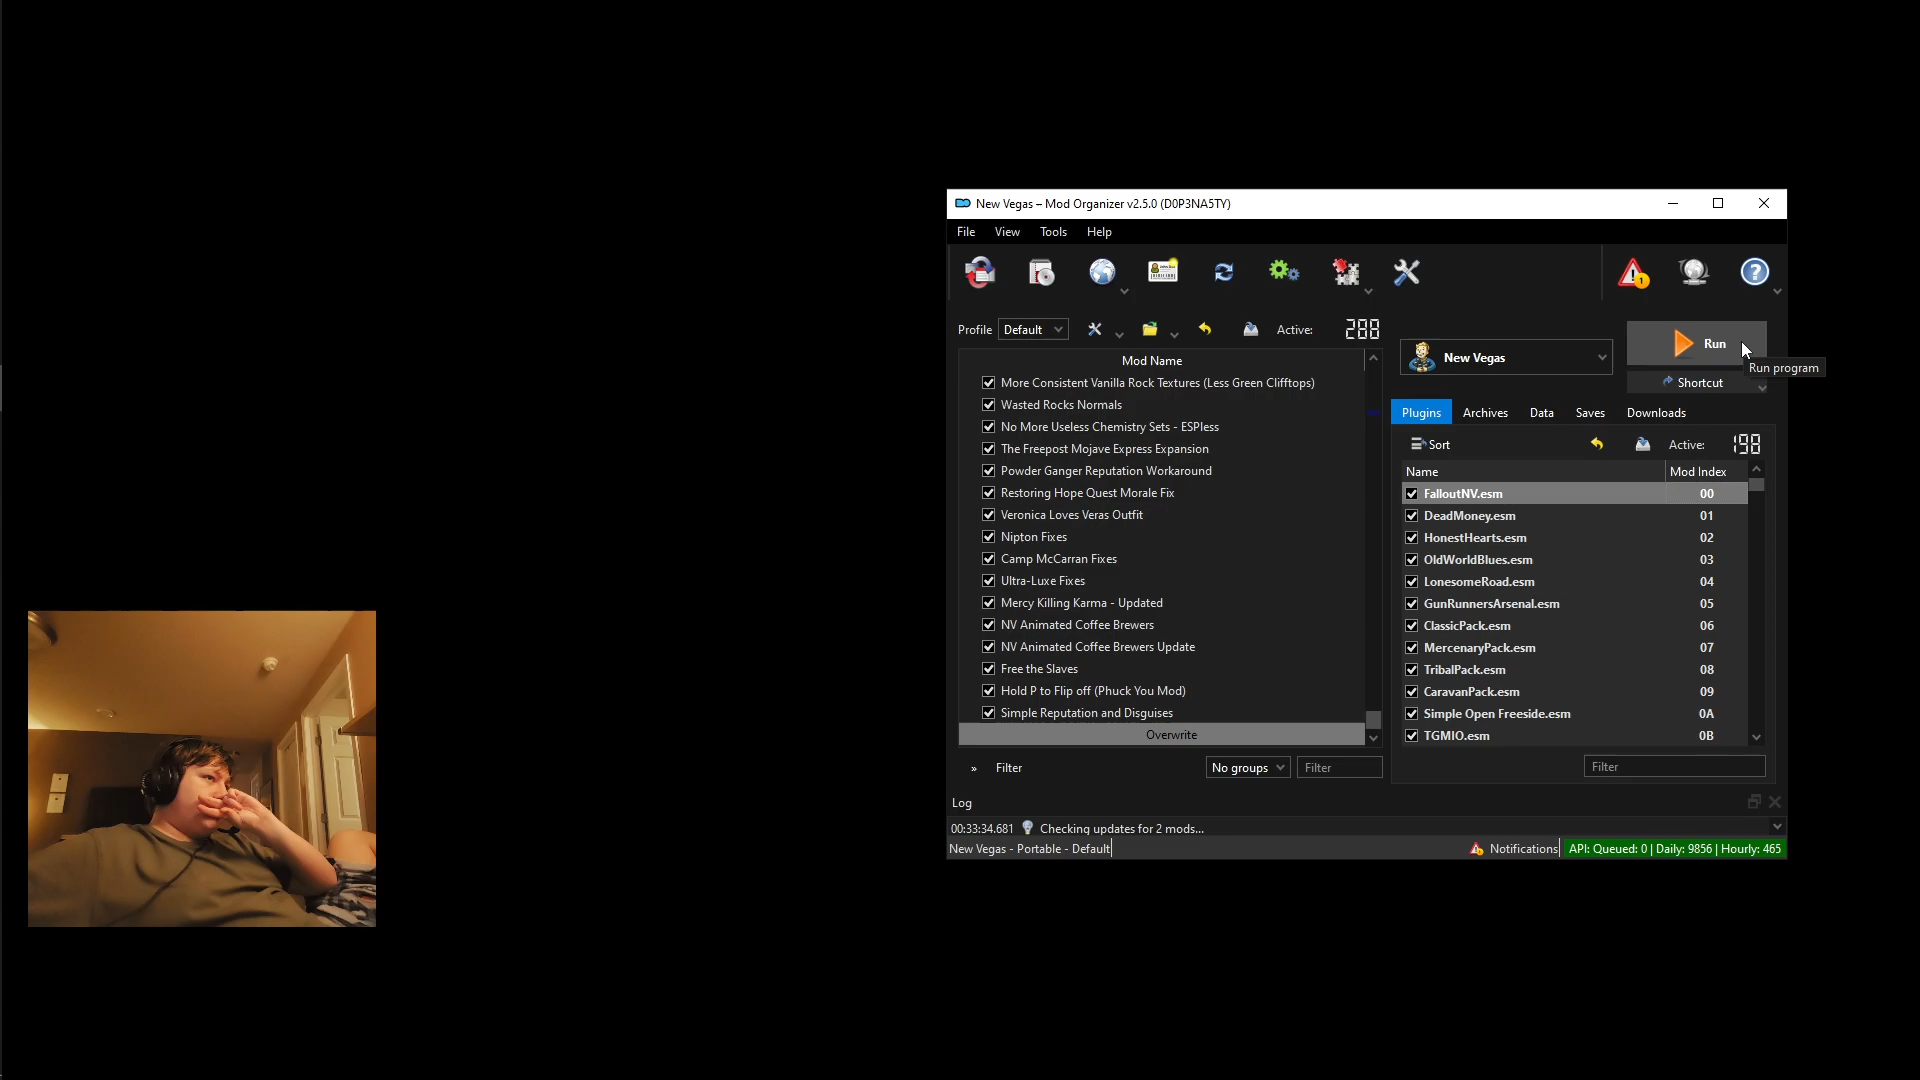 New Vegas – Mod Organizer v2.5.0 (D0P3NA5TY)
File View Tools Help
Profile Default Active: 288
Mod Name
More Consistent Vanilla Rock Textures (Less Green Clifftops)
Wasted Rocks Normals
No More Useless Chemistry Sets - ESPless
The Freepost Mojave Express Expansion
Powder Ganger Reputation Workaround
Restoring Hope Quest Morale Fix
Veronica Loves Veras Outfit
Nipton Fixes
Camp McCarran Fixes
Ultra-Luxe Fixes
Mercy Killing Karma - Updated
NV Animated Coffee Brewers
NV Animated Coffee Brewers Update
Free the Slaves
Hold P to Flip off (Phuck You Mod)
Simple Reputation and Disguises
Overwrite
» Filter No groups Filter
New Vegas
Run
Run program
Shortcut
Plugins Archives Data Saves Downloads
Sort Active: 198
Name Mod Index
FalloutNV.esm 00
DeadMoney.esm 01
HonestHearts.esm 02
OldWorldBlues.esm 03
LonesomeRoad.esm 04
GunRunnersArsenal.esm 05
ClassicPack.esm 06
MercenaryPack.esm 07
TribalPack.esm 08
CaravanPack.esm 09
Simple Open Freeside.esm 0A
TGMIO.esm 0B
Filter
Log
00:33:34.681 Checking updates for 2 mods...
New Vegas - Portable - Default Notifications API: Queued: 0 | Daily: 9856 | Hourly: 465